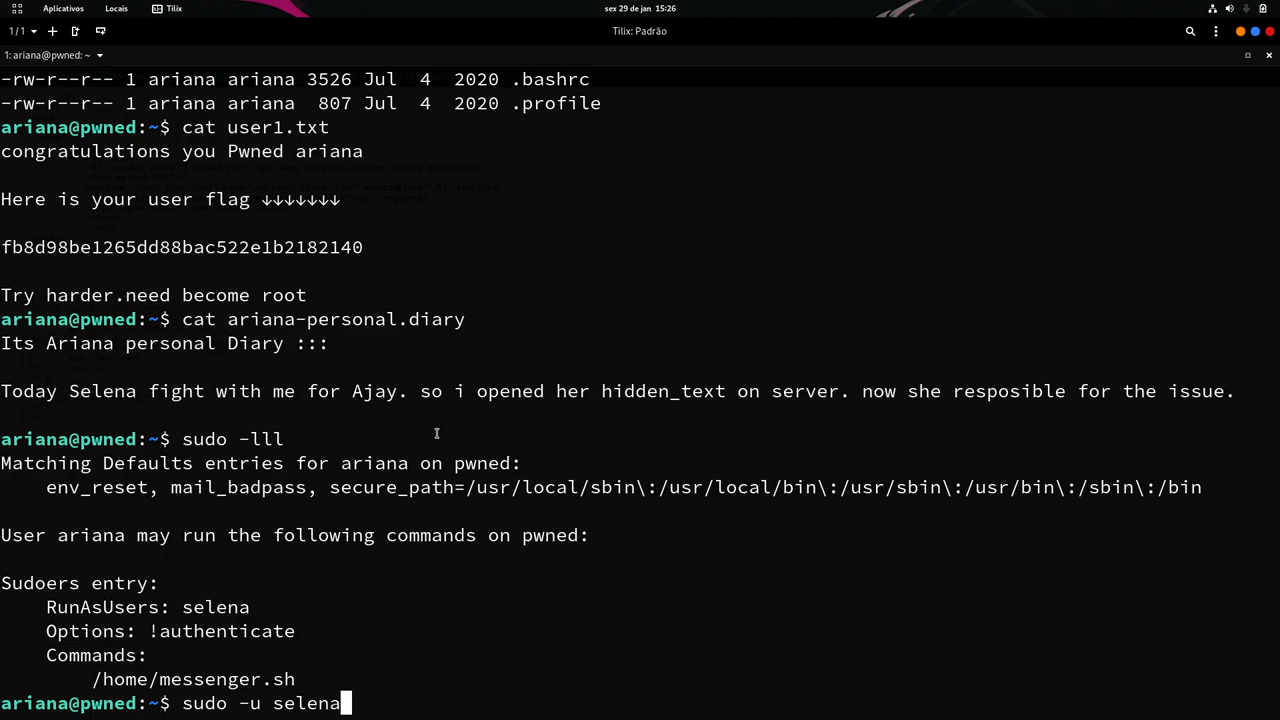 Aplicativos Locais Tilix sex 29 de jan 15:26
1/1 Tilix: Padrão
1: ariana@pwned: ~
-rw-r--r-- 1 ariana ariana 3526 Jul  4  2020 .bashrc
-rw-r--r-- 1 ariana ariana  807 Jul  4  2020 .profile
ariana@pwned:~$ cat user1.txt
congratulations you Pwned ariana
Here is your user flag ↓↓↓↓↓↓↓
fb8d98be1265dd88bac522e1b2182140
Try harder.need become root
ariana@pwned:~$ cat ariana-personal.diary
Its Ariana personal Diary :::
Today Selena fight with me for Ajay. so i opened her hidden_text on server. now she resposible for the issue.
ariana@pwned:~$ sudo -lll
Matching Defaults entries for ariana on pwned:
    env_reset, mail_badpass, secure_path=/usr/local/sbin\:/usr/local/bin\:/usr/sbin\:/usr/bin\:/sbin\:/bin
User ariana may run the following commands on pwned:
Sudoers entry:
    RunAsUsers: selena
    Options: !authenticate
    Commands:
        /home/messenger.sh
ariana@pwned:~$ sudo -u selena